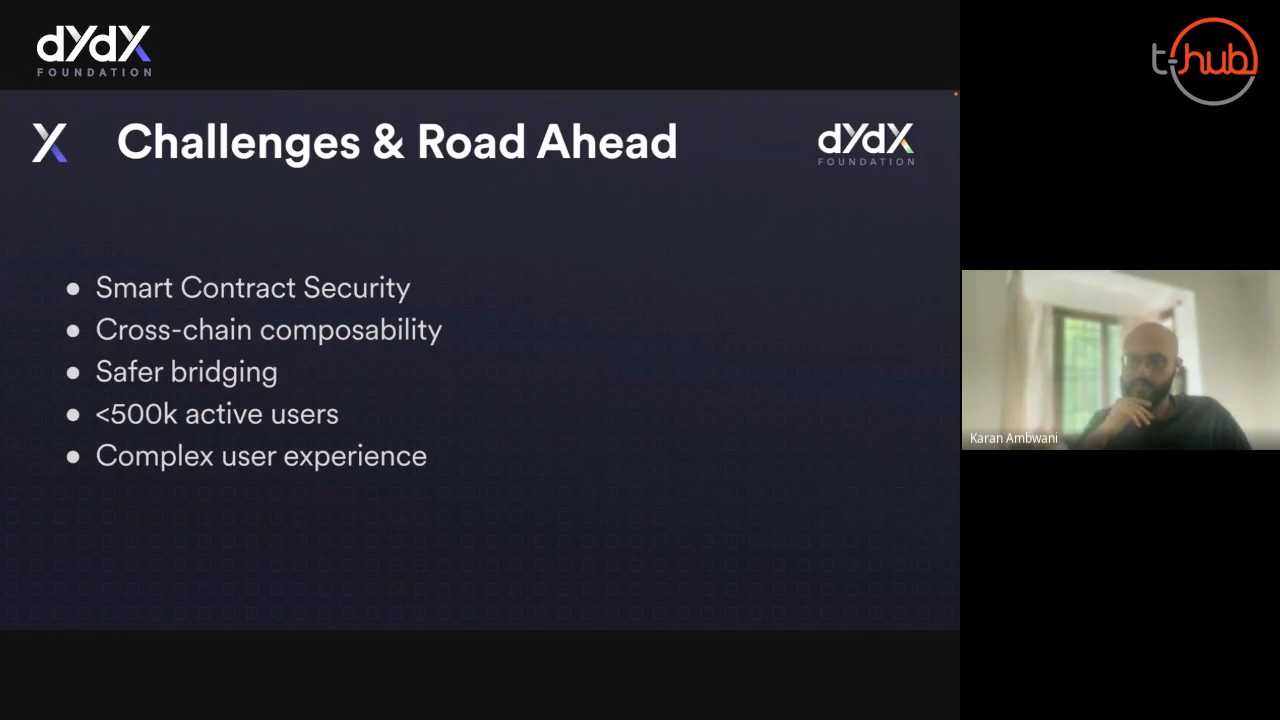 dYdX
FOUNDATION
t-hub
X Challenges & Road Ahead
dYdX
FOUNDATION
● Smart Contract Security
● Cross-chain composability
● Safer bridging
● <500k active users
● Complex user experience
Karan Ambwani